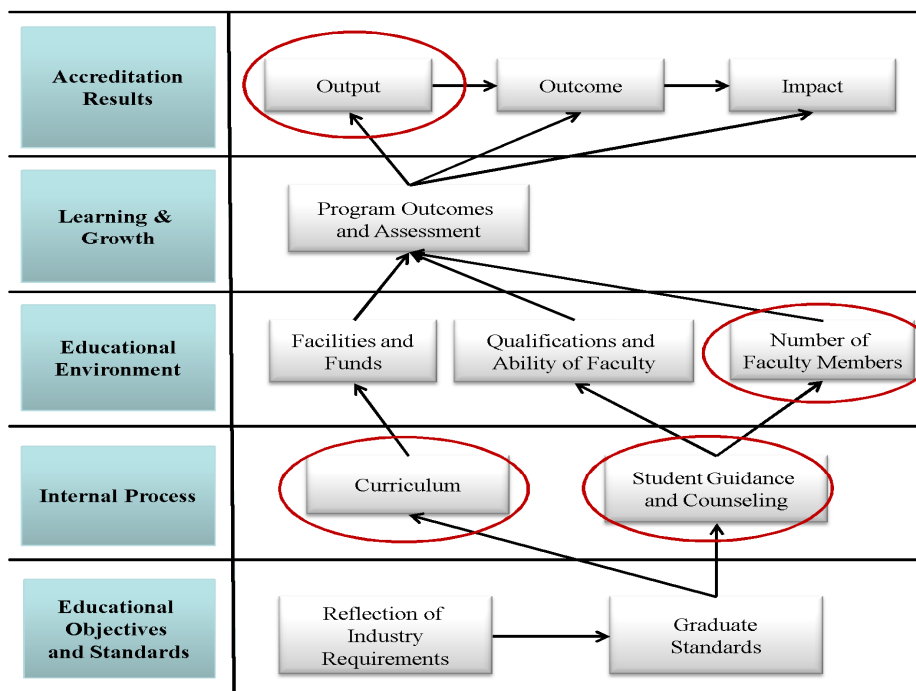 Accreditation
Results
Output
Outcome
Impact
Learning &
Growth
Program Outcomes
and Assessment
Educational
Environment
Facilities and
Funds
Qualifications and
Ability of Faculty
Number of
Faculty Members
Internal Process
Curriculum
Student Guidance
and Counseling
Educational
Objectives
and Standards
Reflection of
Industry
Requirements
Graduate
Standards